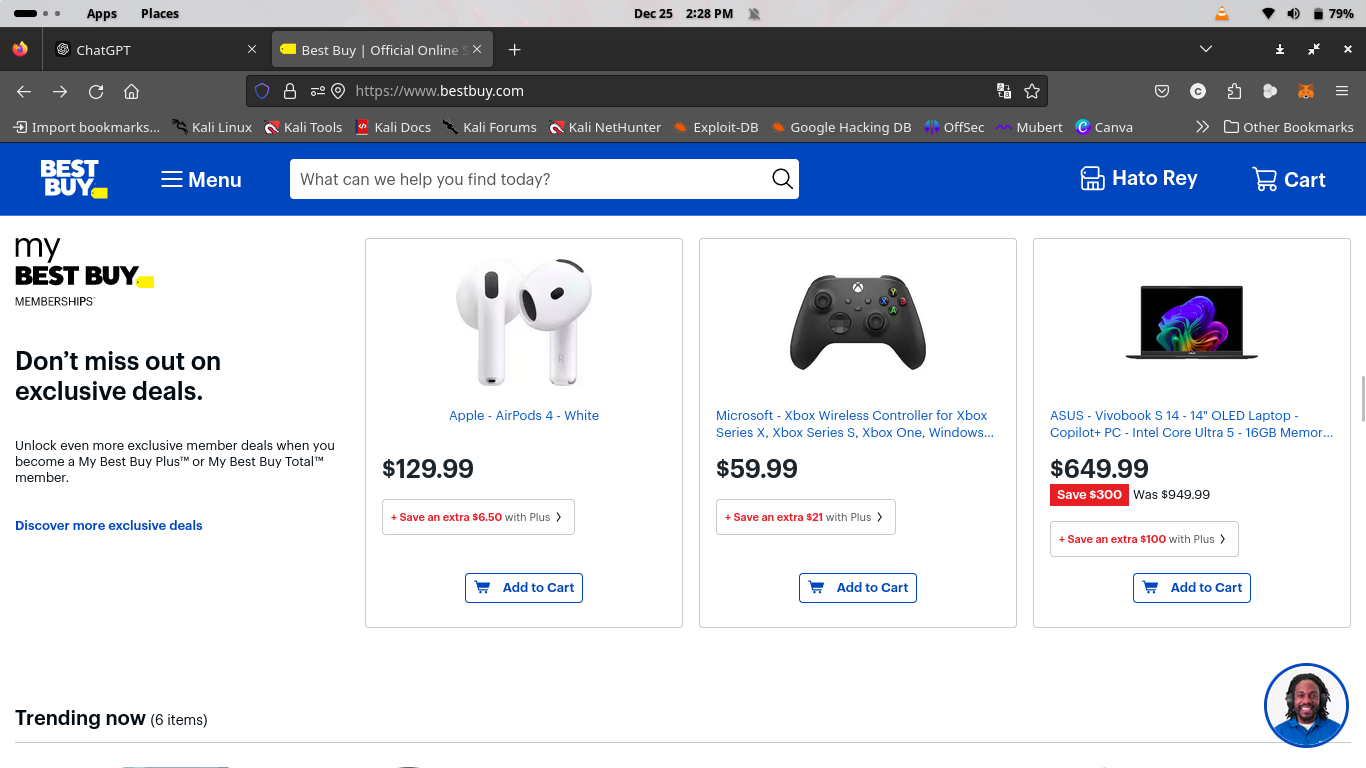 Apps Places Dec 25 2:28 PM 79%
ChatGPT Best Buy | Official Online S
https://www.bestbuy.com
Import bookmarks... Kali Linux Kali Tools Kali Docs Kali Forums Kali NetHunter Exploit-DB Google Hacking DB OffSec Mubert Canva Other Bookmarks
BEST BUY Menu What can we help you find today? Hato Rey Cart
my
BEST BUY
MEMBERSHIPS
Don’t miss out on
exclusive deals.
Unlock even more exclusive member deals when you
become a My Best Buy Plus™ or My Best Buy Total™
member.
Discover more exclusive deals
Apple - AirPods 4 - White
$129.99
+ Save an extra $6.50 with Plus
Add to Cart
Microsoft - Xbox Wireless Controller for Xbox
Series X, Xbox Series S, Xbox One, Windows...
$59.99
+ Save an extra $21 with Plus
Add to Cart
ASUS - Vivobook S 14 - 14" OLED Laptop -
Copilot+ PC - Intel Core Ultra 5 - 16GB Memor...
$649.99
Save $300 Was $949.99
+ Save an extra $100 with Plus
Add to Cart
Trending now (6 items)